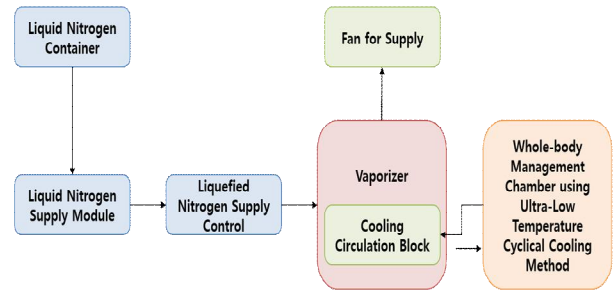 Liquid Nitrogen
Container
Fan for Supply
Liquid Nitrogen
Supply Module
Liquefied
Nitrogen Supply
Control
Vaporizer
Cooling
Circulation Block
Whole-body
Management
Chamber using
Ultra-Low
Temperature
Cyclical Cooling
Method